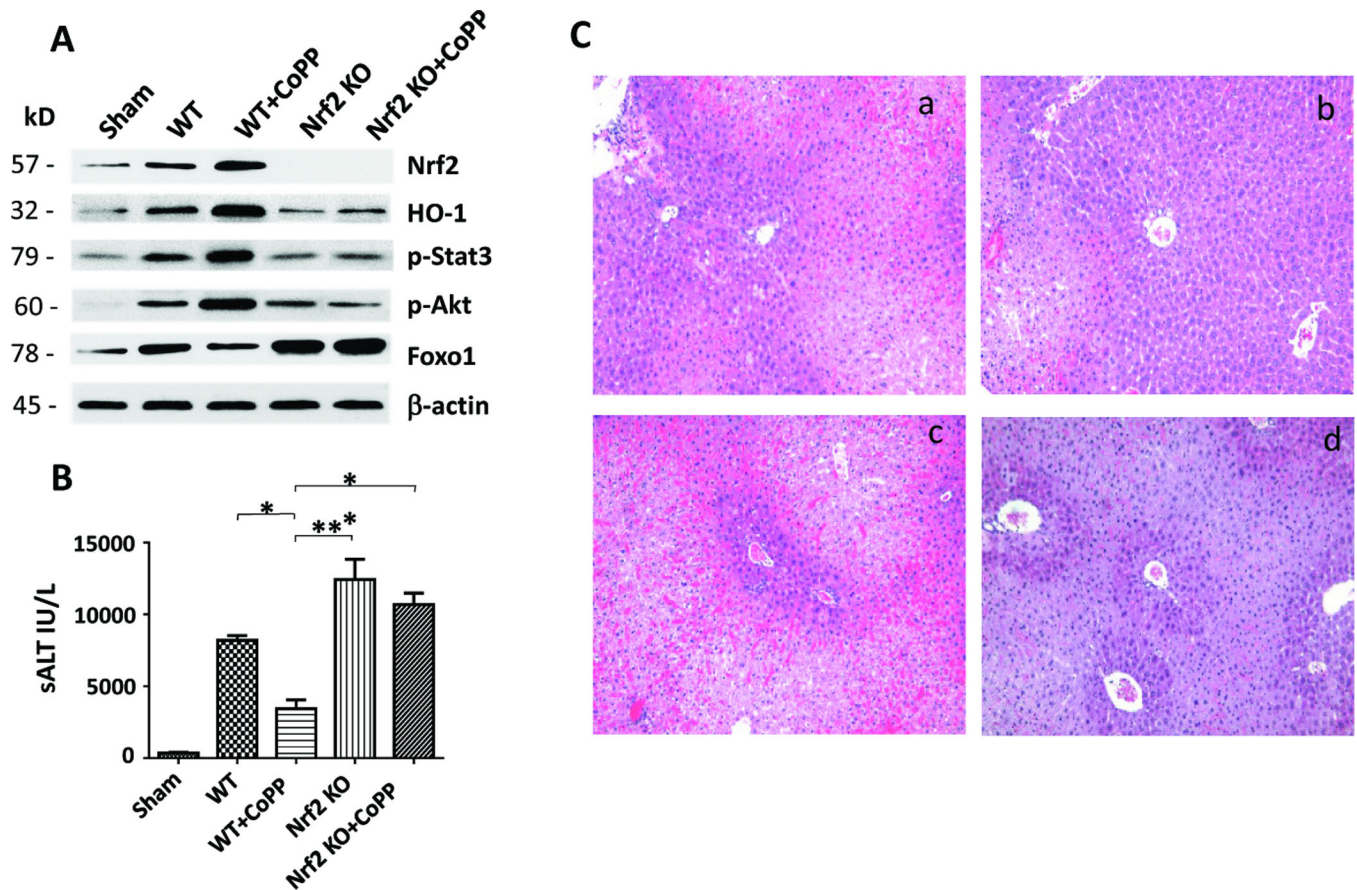 A
kD
Sham
WT
WT+CoPP
Nrf2 KO
Nrf2 KO+CoPP
57 - Nrf2
32 - HO-1
79 - p-Stat3
60 - p-Akt
78 - Foxo1
45 - β-actin
B
*
*
***
sALT IU/L
15000
10000
5000
0
Sham
WT
WT+CoPP
Nrf2 KO
Nrf2 KO+CoPP
C
a
b
c
d